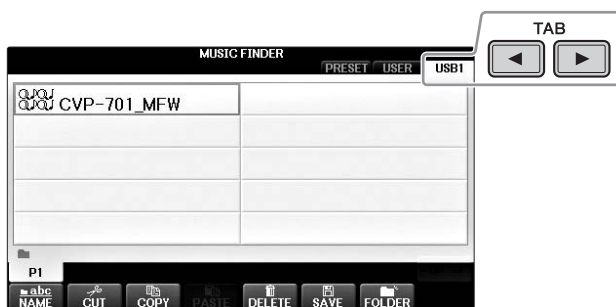 TAB
MUSIC FINDER
PRESET USER USB1
CVP-701_MFW
P1
abc
NAME CUT COPY PASTE DELETE SAVE FOLDER